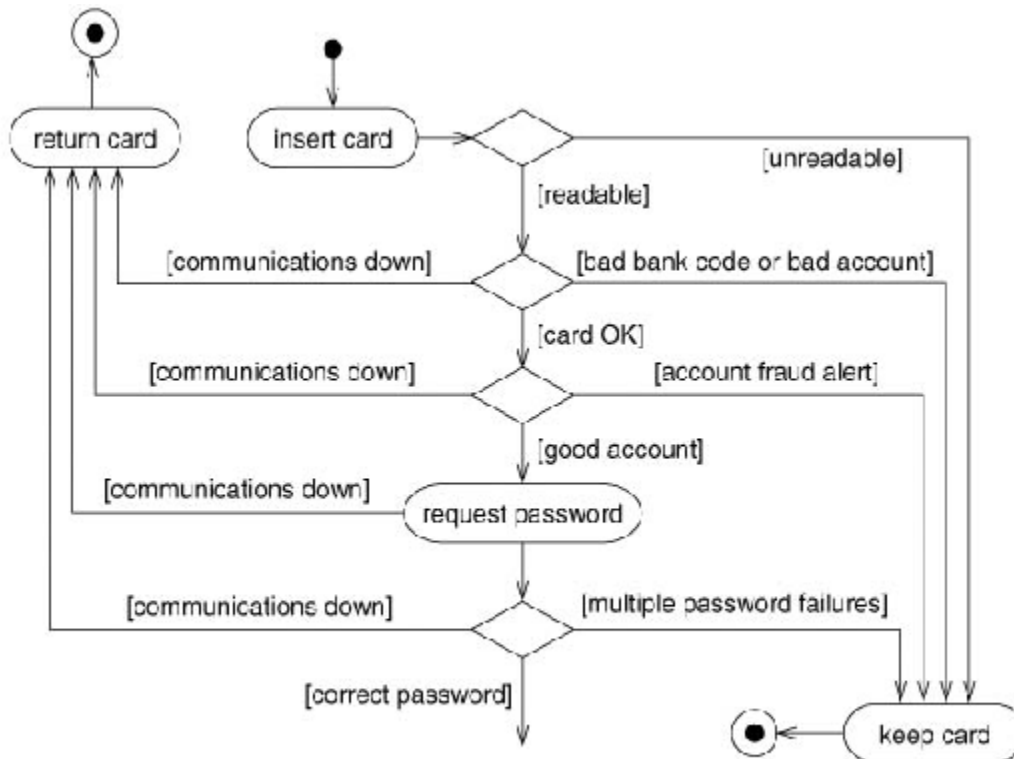 return card
insert card
[unreadable]
[readable]
[communications down]
[bad bank code or bad account]
[card OK]
[communications down]
[account fraud alert]
[good account]
[communications down]
request password
[communications down]
[multiple password failures]
[correct password]
keep card